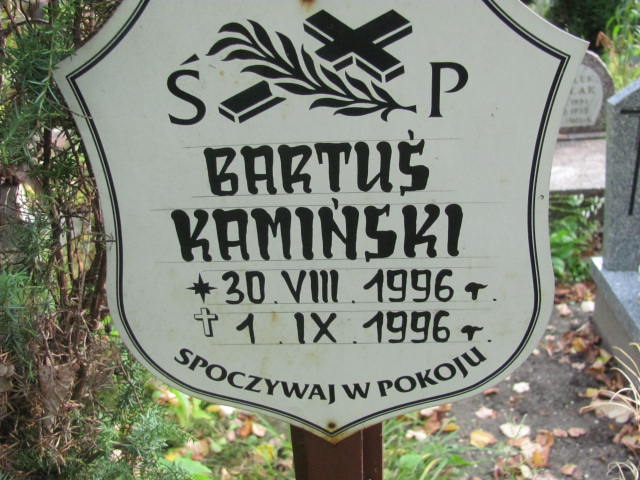 Ś P
BARTUŚ
KAMIŃSKI
30 VIII . 1996 r.
1 . IX . 1996 r.
SPOCZYWAJ W POKOJU